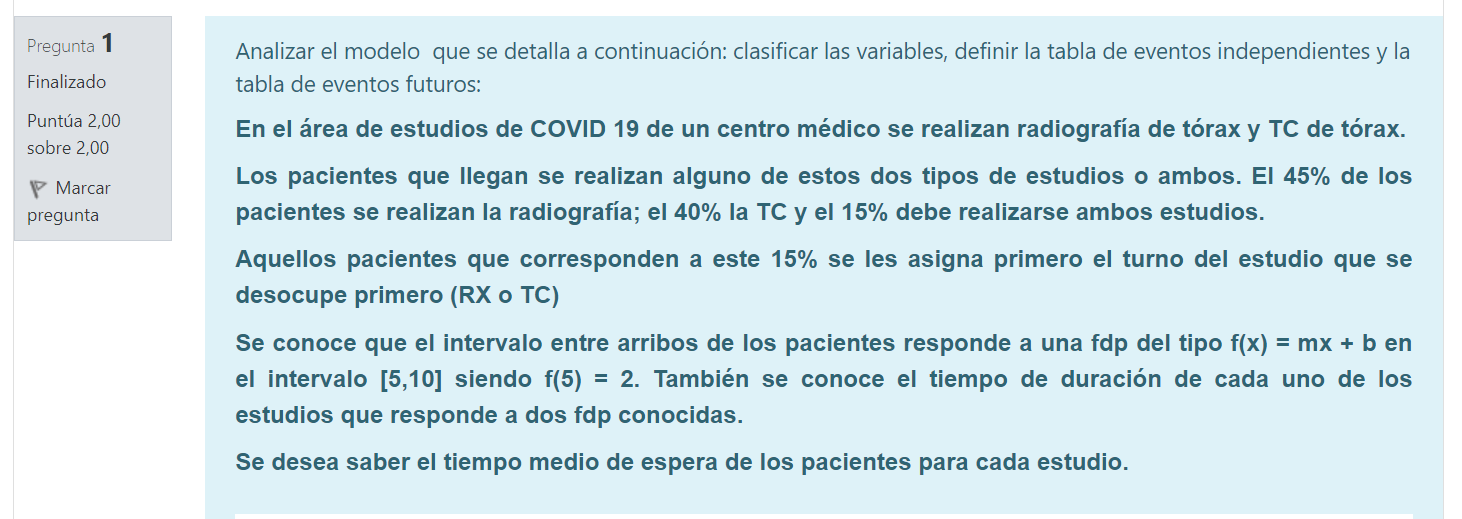 Pregunta 1
Finalizado
Puntúa 2,00
sobre 2,00
Marcar
pregunta
Analizar el modelo que se detalla a continuación: clasificar las variables, definir la tabla de eventos independientes y la
tabla de eventos futuros:
En el área de estudios de COVID 19 de un centro médico se realizan radiografía de tórax y TC de tórax.
Los pacientes que llegan se realizan alguno de estos dos tipos de estudios o ambos. El 45% de los
pacientes se realizan la radiografía; el 40% la TC y el 15% debe realizarse ambos estudios.
Aquellos pacientes que corresponden a este 15% se les asigna primero el turno del estudio que se
desocupe primero (RX o TC)
Se conoce que el intervalo entre arribos de los pacientes responde a una fdp del tipo f(x) = mx + b en
el intervalo [5,10] siendo f(5) = 2. También se conoce el tiempo de duración de cada uno de los
estudios que responde a dos fdp conocidas.
Se desea saber el tiempo medio de espera de los pacientes para cada estudio.